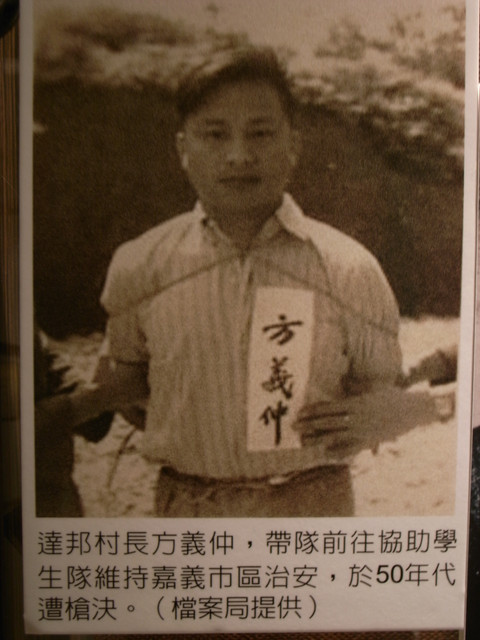 方義仲
達邦村長方義仲，帶隊前往協助學
生隊維持嘉義市區治安，於50年代
遭槍決。（檔案局提供）